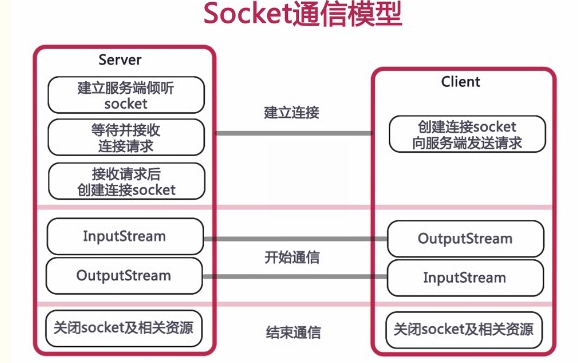 Socket通信模型
Server
建立服务端倾听
socket
等待并接收
连接请求
接收请求后
创建连接socket
建立连接
Client
创建连接socket
向服务端发送请求
InputStream
OutputStream
开始通信
OutputStream
InputStream
关闭socket及相关资源
结束通信
关闭socket及相关资源